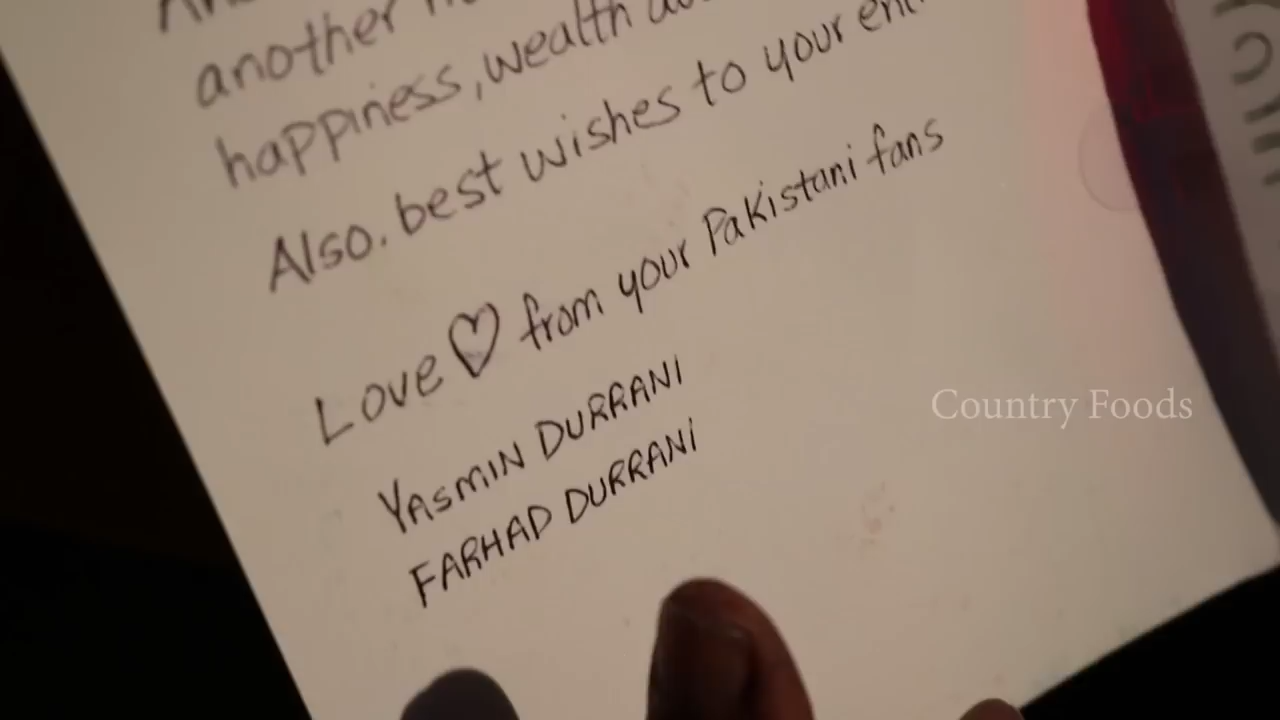 another
happiness, wealth
Also. best wishes to your
Love ♡ from your Pakistani fans
YASMIN DURRANI
FARHAD DURRANI
Country Foods